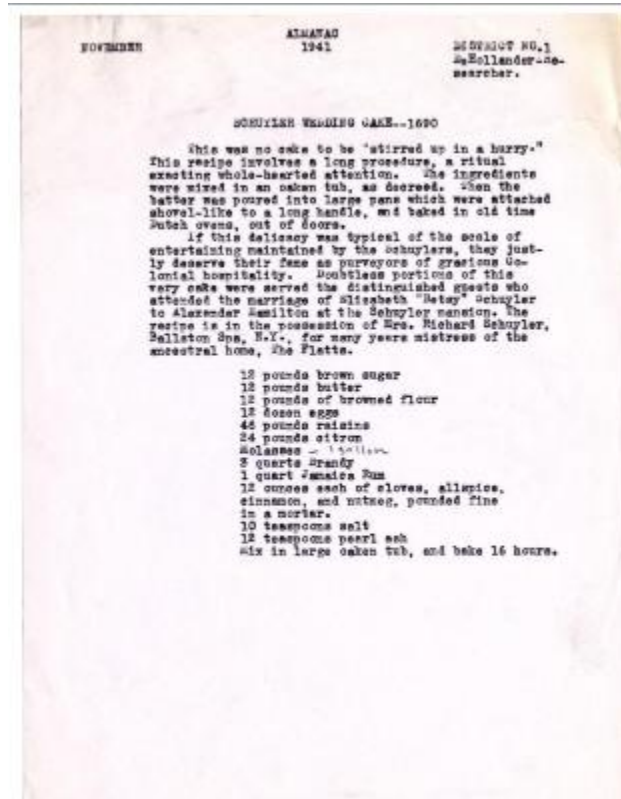 ALMANAC
NOVEMBER 1941 DISTRICT NO.1
DeHollander-Re-
searcher.
SCHUYLER WEDDING CAKE--1690
This was no cake to be "stirred up in a hurry."
This recipe involves a long procedure, a ritual
exacting whole-hearted attention. The ingredients
were mixed in an oaken tub, as decreed. Then the
batter was poured into large pans which were attached
shovel-like to a long handle, and baked in old time
Dutch ovens, out of doors.
If this delicacy was typical of the scale of
entertaining maintained by the Schuylers, they just-
ly deserve their fame as purveyors of gracious Co-
lonial hospitality. Doubtless portions of this
very cake were served the distinguished guests who
attended the marriage of Elizabeth "Betsy" Schuyler
to Alexander Hamilton at the Schuyler mansion. The
recipe is in the possession of Mrs. Richard Schuyler,
Ballston Spa, N.Y., for many years mistress of the
ancestral home, The Flatts.
12 pounds brown sugar
12 pounds butter
12 pounds of browned flour
12 dozen eggs
48 pounds raisins
24 pounds citron
Molasses - 1 gallon
3 quarts Brandy
1 quart Jamaica Rum
12 ounces each of cloves, allspice,
cinnamon, and nutmeg, pounded fine
in a mortar.
10 teaspoons salt
12 teaspoons pearl ash
Mix in large oaken tub, and bake 16 hours.